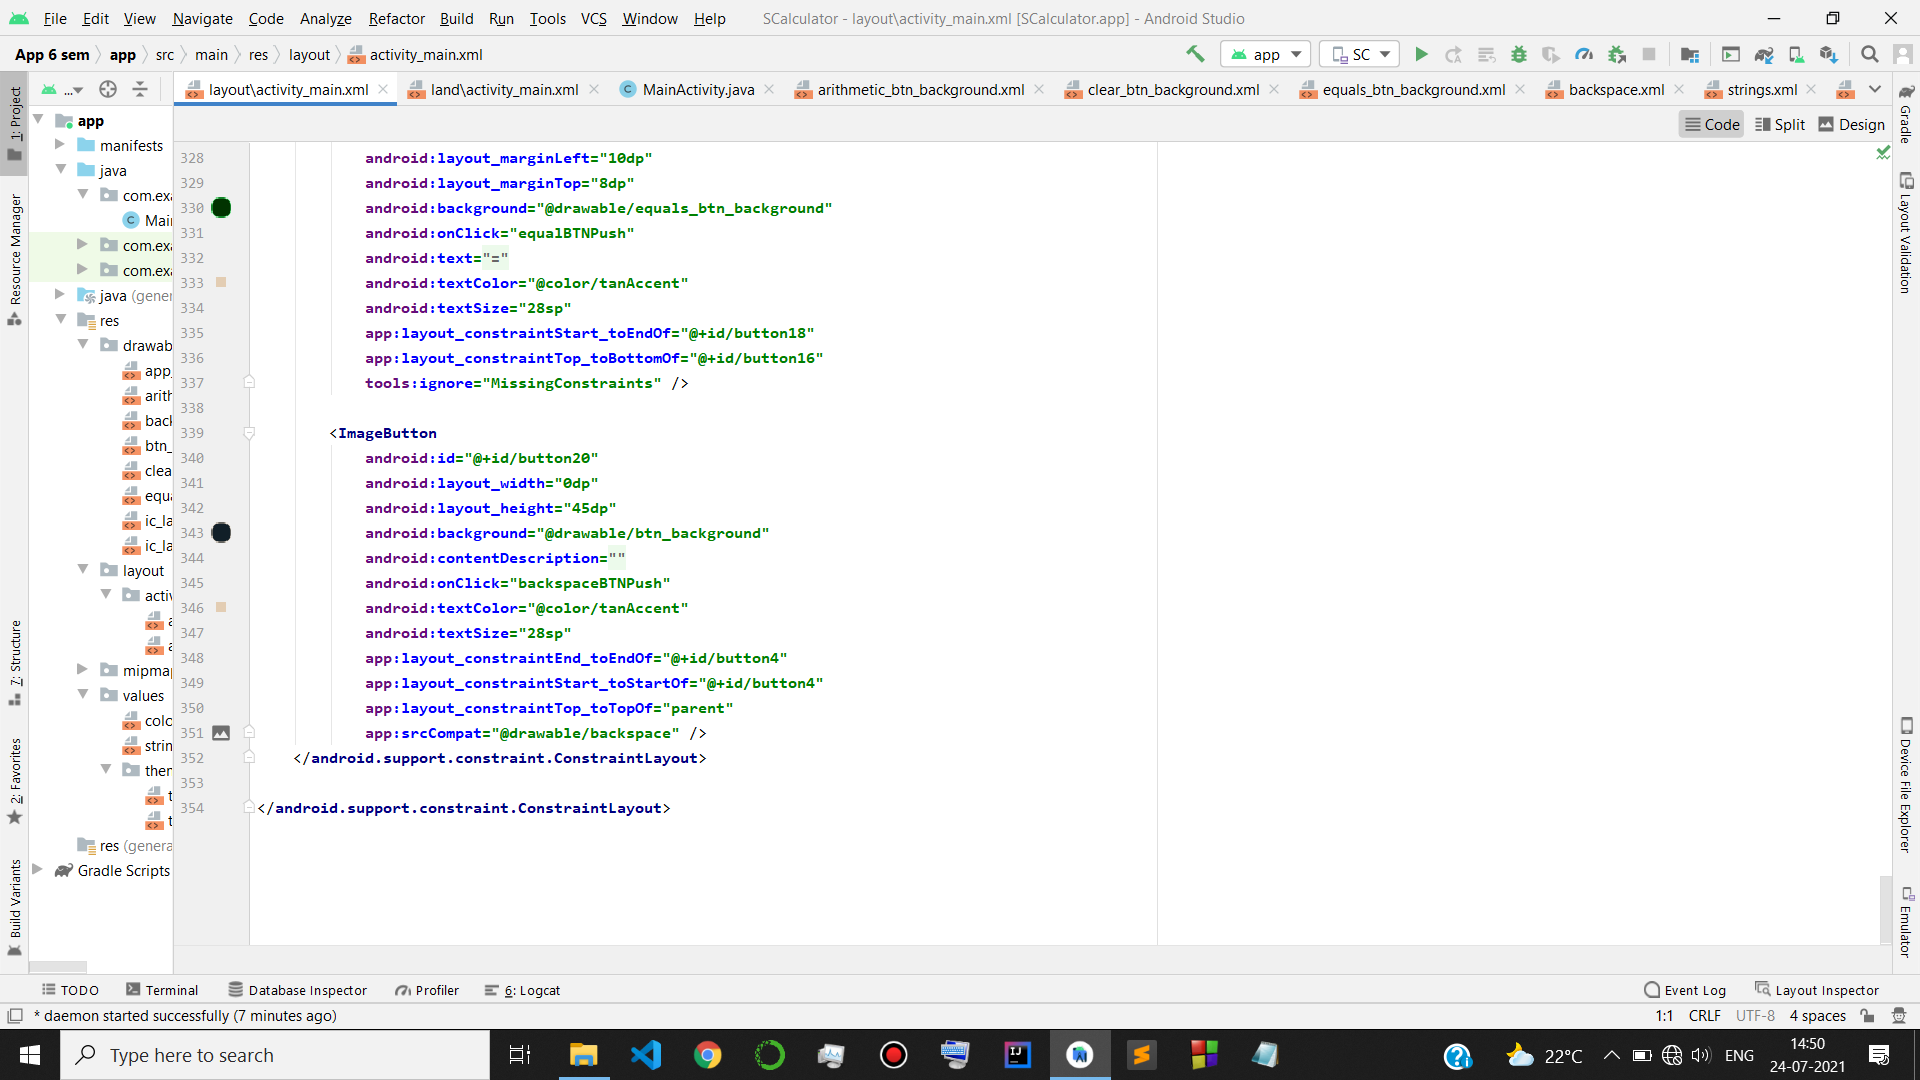 File Edit View Navigate Code Analyze Refactor Build Run Tools VCS Window Help SCalculator - layout\activity_main.xml [SCalculator.app] - Android Studio
App 6 sem app src main res layout activity_main.xml app SC
... layout\activity_main.xml land\activity_main.xml MainActivity.java arithmetic_btn_background.xml clear_btn_background.xml equals_btn_background.xml backspace.xml strings.xml
Code Split Design
1: Project
Resource Manager
7: Structure
2: Favorites
Build Variants
app
manifests
java
com.exa
Mai
com.exa
com.exa
java (gener
res
drawab
app_
arith
back
btn_
clea
equa
ic_la
ic_la
layout
activ
a
a
mipmap
values
colo
strin
then
t
t
res (genera
Gradle Scripts
328 android:layout_marginLeft="10dp"
329 android:layout_marginTop="8dp"
330 android:background="@drawable/equals_btn_background"
331 android:onClick="equalBTNPush"
332 android:text="="
333 android:textColor="@color/tanAccent"
334 android:textSize="28sp"
335 app:layout_constraintStart_toEndOf="@+id/button18"
336 app:layout_constraintTop_toBottomOf="@+id/button16"
337 tools:ignore="MissingConstraints" />
338
339 <ImageButton
340 android:id="@+id/button20"
341 android:layout_width="0dp"
342 android:layout_height="45dp"
343 android:background="@drawable/btn_background"
344 android:contentDescription=""
345 android:onClick="backspaceBTNPush"
346 android:textColor="@color/tanAccent"
347 android:textSize="28sp"
348 app:layout_constraintEnd_toEndOf="@+id/button4"
349 app:layout_constraintStart_toStartOf="@+id/button4"
350 app:layout_constraintTop_toTopOf="parent"
351 app:srcCompat="@drawable/backspace" />
352 </android.support.constraint.ConstraintLayout>
353
354 </android.support.constraint.ConstraintLayout>
Gradle
Layout Validation
Device File Explorer
Emulator
TODO Terminal Database Inspector Profiler 6: Logcat Event Log Layout Inspector
* daemon started successfully (7 minutes ago) 1:1 CRLF UTF-8 4 spaces
Type here to search 22°C ENG 14:50
24-07-2021